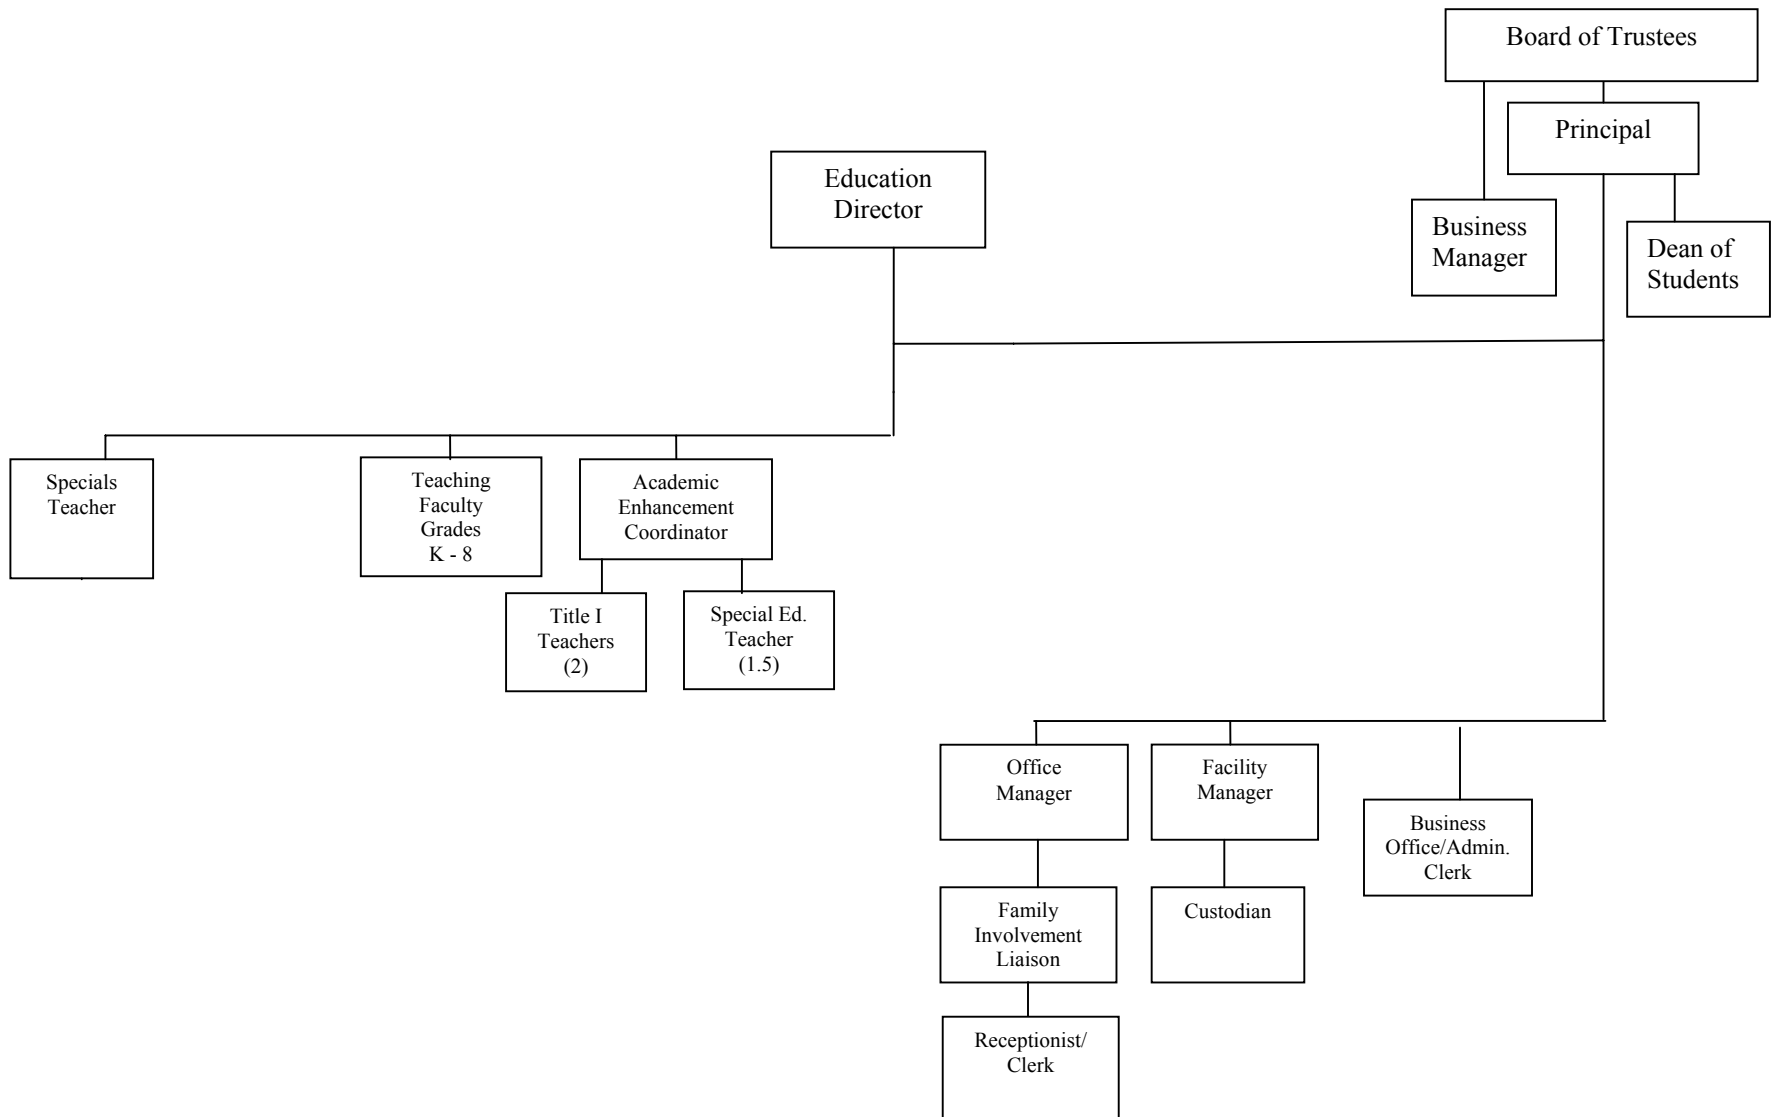 Board of Trustees
Principal
Education
Director
Business
Manager
Dean of
Students
Specials
Teacher
Teaching
Faculty
Grades
K - 8
Academic
Enhancement
Coordinator
Title I
Teachers
(2)
Special Ed.
Teacher
(1.5)
Office
Manager
Facility
Manager
Business
Office/Admin.
Clerk
Family
Involvement
Liaison
Custodian
Receptionist/
Clerk